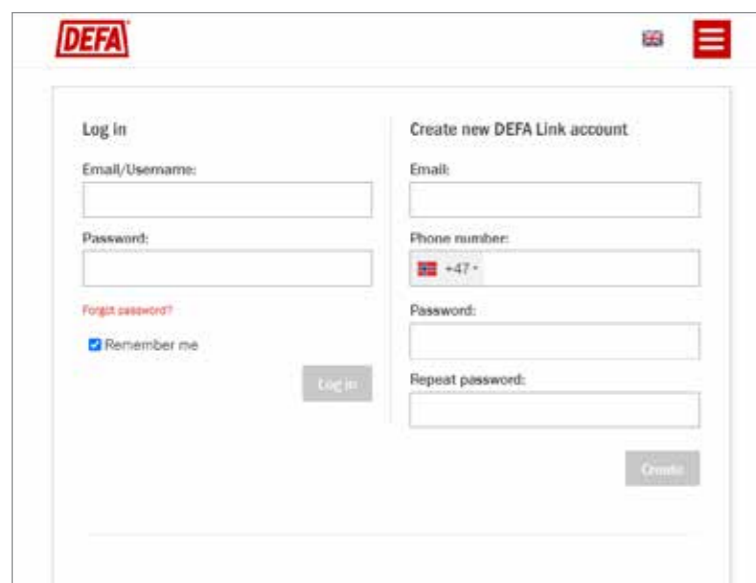 DEFA
Log in
Email/Username:
Password:
Forgot password?
Remember me
Log in
Create new DEFA Link account
Email:
Phone number:
+47
Password:
Repeat password:
Create